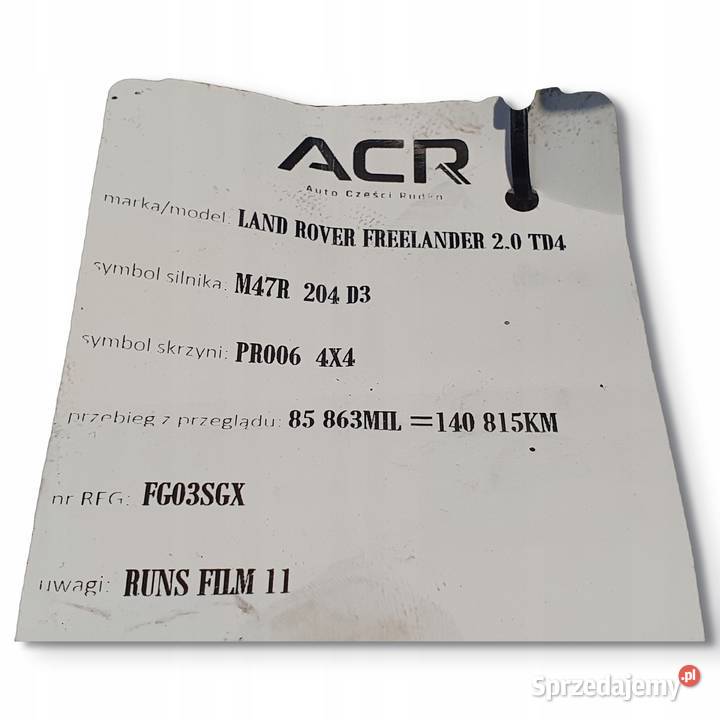 ACR
Auto Części Rudka
marka/model: LAND ROVER FREELANDER 2.0 TD4
symbol silnika: M47R 204 D3
symbol skrzyni: PR006 4X4
przebieg z przeglądu: 85 863MIL =140 815KM
nr REG: FG03SGX
uwagi: RUNS FILM 11
Sprzedajemy.pl